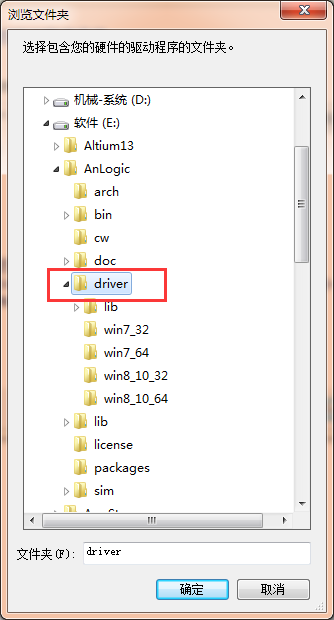 浏览文件夹
选择包含您的硬件的驱动程序的文件夹。
机械-系统 (D:)
软件 (E:)
Altium13
AnLogic
arch
bin
cw
doc
driver
lib
win7_32
win7_64
win8_10_32
win8_10_64
lib
license
packages
sim
文件夹(F): driver
确定 取消